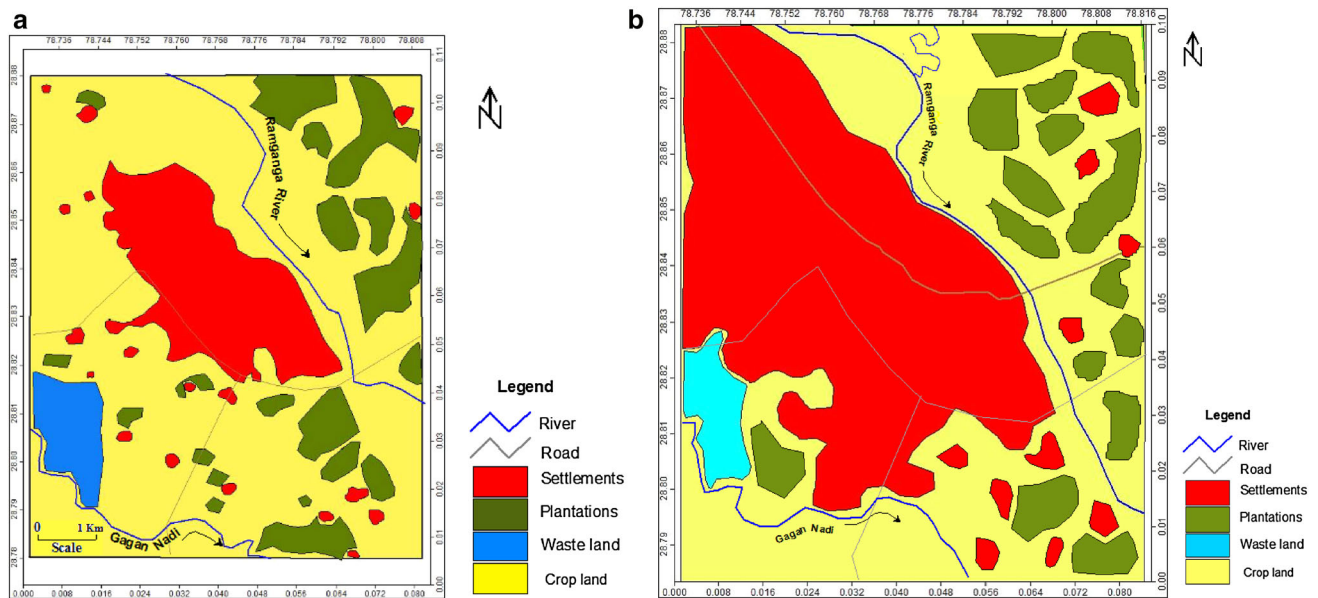 a
78.736 78.744 78.752 78.760 78.768 78.776 78.784 78.792 78.800 78.808
28.88
28.87
28.86
28.85
28.84
28.83
28.82
28.81
28.80
28.79
28.78
0.11
0.10
0.09
0.08
0.07
0.06
0.05
0.04
0.03
0.02
0.01
0.00
0.000 0.008 0.016 0.024 0.032 0.040 0.048 0.056 0.064 0.072 0.080
N
Ramganga River
Gagan Nadi
0 1 Km
Scale
Legend
River
Road
Settlements
Plantations
Waste land
Crop land
b
78.736 78.744 78.752 78.760 78.768 78.776 78.784 78.792 78.800 78.808 78.816
28.88
28.87
28.86
28.85
28.84
28.83
28.82
28.81
28.80
28.79
0.10
0.09
0.08
0.07
0.06
0.05
0.04
0.03
0.02
0.01
0.00
0.000 0.008 0.016 0.024 0.032 0.040 0.048 0.056 0.064 0.072 0.080
N
Ramganga River
Gagan Nadi
Legend
River
Road
Settlements
Plantations
Waste land
Crop land